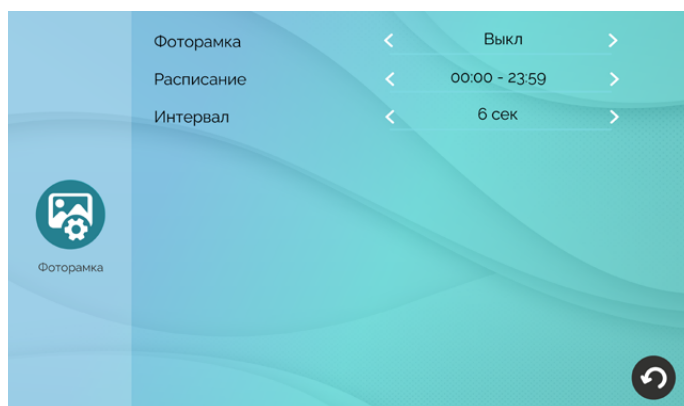 Фоторамка Выкл
Расписание 00:00 - 23:59
Интервал 6 сек
Фоторамка